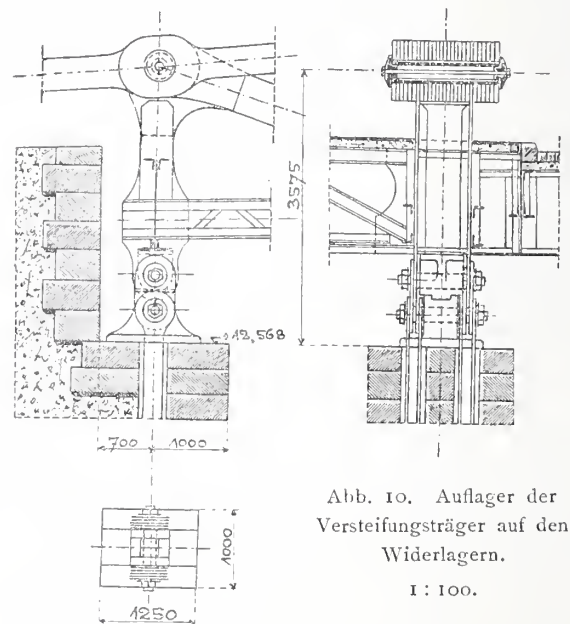 3575
12,568
700
1000
1000
1250
Abb. 10. Auflager der
Versteifungsträger auf den
Widerlagern.
1 : 100.